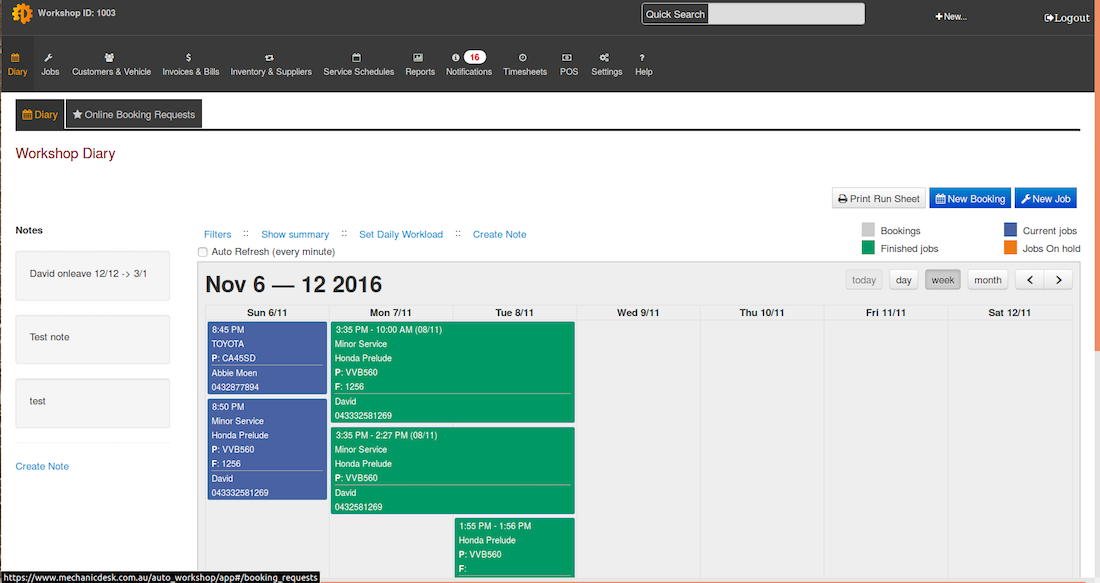 Workshop ID: 1003
Quick Search
New...
Logout
Diary
Jobs
Customers & Vehicle
Invoices & Bills
Inventory & Suppliers
Service Schedules
Reports
16
Notifications
Timesheets
POS
Settings
?
Help
Diary
Online Booking Requests
Workshop Diary
Print Run Sheet
New Booking
New Job
Notes
David onleave 12/12 -> 3/1
Test note
test
Create Note
Filters :: Show summary :: Set Daily Workload :: Create Note
Auto Refresh (every minute)
Bookings
Current jobs
Finished jobs
Jobs On hold
Nov 6 — 12 2016
today
day
week
month
Sun 6/11
Mon 7/11
Tue 8/11
Wed 9/11
Thu 10/11
Fri 11/11
Sat 12/11
8:45 PM
TOYOTA
P: CA45SD
Abbie Moen
0432877894
8:50 PM
Minor Service
Honda Prelude
P: VVB560
F: 1256
David
043332581269
3:35 PM - 10:00 AM (08/11)
Minor Service
Honda Prelude
P: VVB560
F: 1256
David
043332581269
3:35 PM - 2:27 PM (08/11)
Minor Service
Honda Prelude
P: VVB560
David
0432581269
1:55 PM - 1:56 PM
Honda Prelude
P: VVB560
F:
https://www.mechanicdesk.com.au/auto_workshop/app#/booking_requests